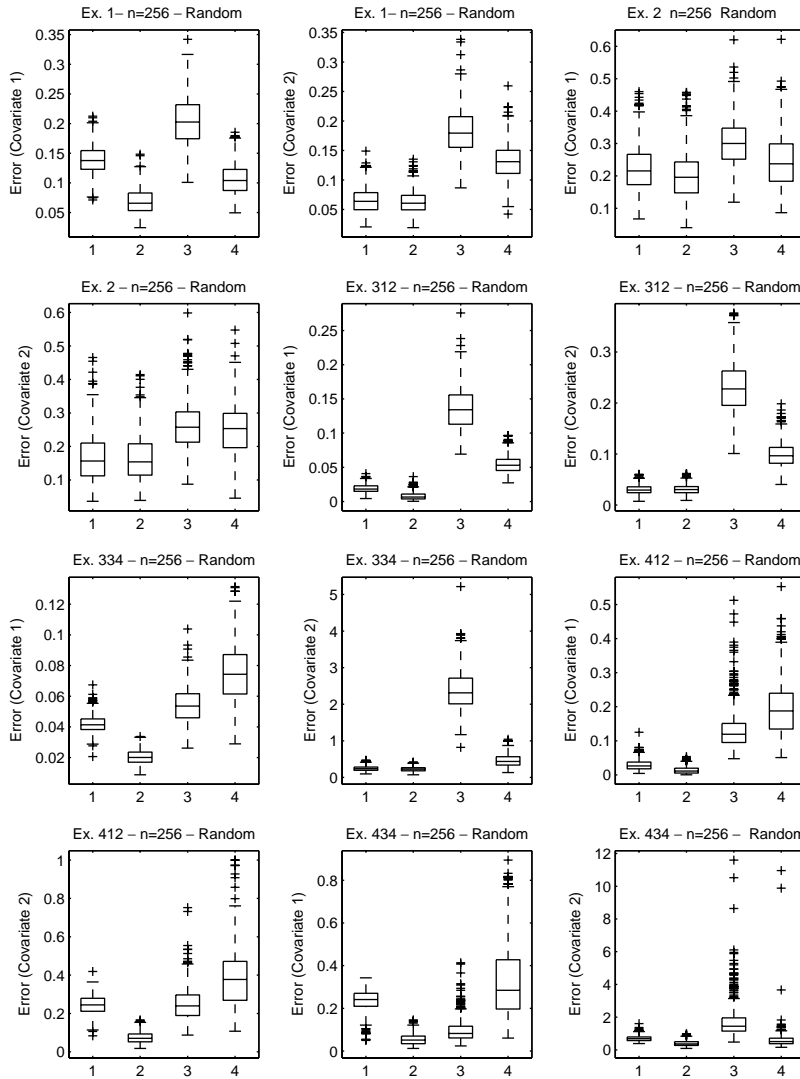 Ex. 1– n=256 – Random
Error (Covariate 1)
0.35
0.3
0.25
0.2
0.15
0.1
0.05
1 2 3 4
Ex. 1– n=256 – Random
Error (Covariate 2)
0.35
0.3
0.25
0.2
0.15
0.1
0.05
0
1 2 3 4
Ex. 2 n=256 Random
Error (Covariate 1)
0.6
0.5
0.4
0.3
0.2
0.1
1 2 3 4
Ex. 2 – n=256 – Random
Error (Covariate 2)
0.6
0.5
0.4
0.3
0.2
0.1
1 2 3 4
Ex. 312 – n=256 – Random
Error (Covariate 1)
0.25
0.2
0.15
0.1
0.05
0
1 2 3 4
Ex. 312 – n=256 – Random
Error (Covariate 2)
0.3
0.2
0.1
0
1 2 3 4
Ex. 334 – n=256 – Random
Error (Covariate 1)
0.12
0.1
0.08
0.06
0.04
0.02
1 2 3 4
Ex. 334 – n=256 – Random
Error (Covariate 2)
5
4
3
2
1
0
1 2 3 4
Ex. 412 – n=256 – Random
Error (Covariate 1)
0.5
0.4
0.3
0.2
0.1
0
1 2 3 4
Ex. 412 – n=256 – Random
Error (Covariate 2)
1
0.8
0.6
0.4
0.2
0
1 2 3 4
Ex. 434 – n=256 – Random
Error (Covariate 1)
0.8
0.6
0.4
0.2
0
1 2 3 4
Ex. 434 – n=256 – Random
Error (Covariate 2)
12
10
8
6
4
2
0
1 2 3 4